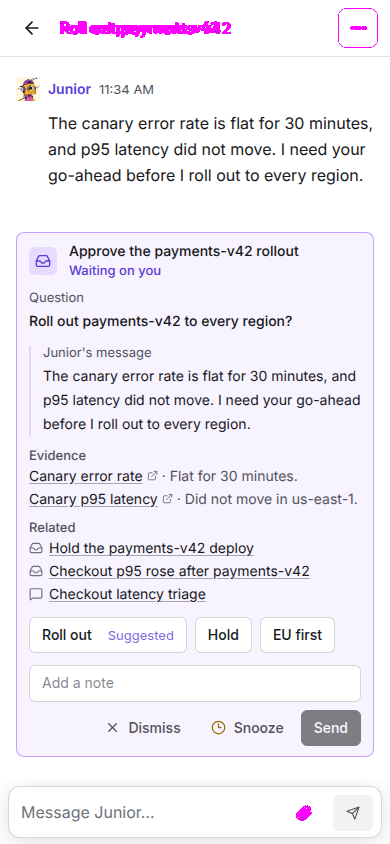 Junior 11:34 AM
The canary error rate is flat for 30 minutes,
and p95 latency did not move. I need your
go-ahead before I roll out to every region.
Approve the payments-v42 rollout
Waiting on you
Question
Roll out payments-v42 to every region?
Junior's message
The canary error rate is flat for 30 minutes, and
p95 latency did not move. I need your go-ahead
before I roll out to every region.
Evidence
Canary error rate · Flat for 30 minutes.
Canary p95 latency · Did not move in us-east-1.
Related
Hold the payments-v42 deploy
Checkout p95 rose after payments-v42
Checkout latency triage
Roll out Suggested Hold EU first
Add a note
Dismiss Snooze Send
Message Junior...